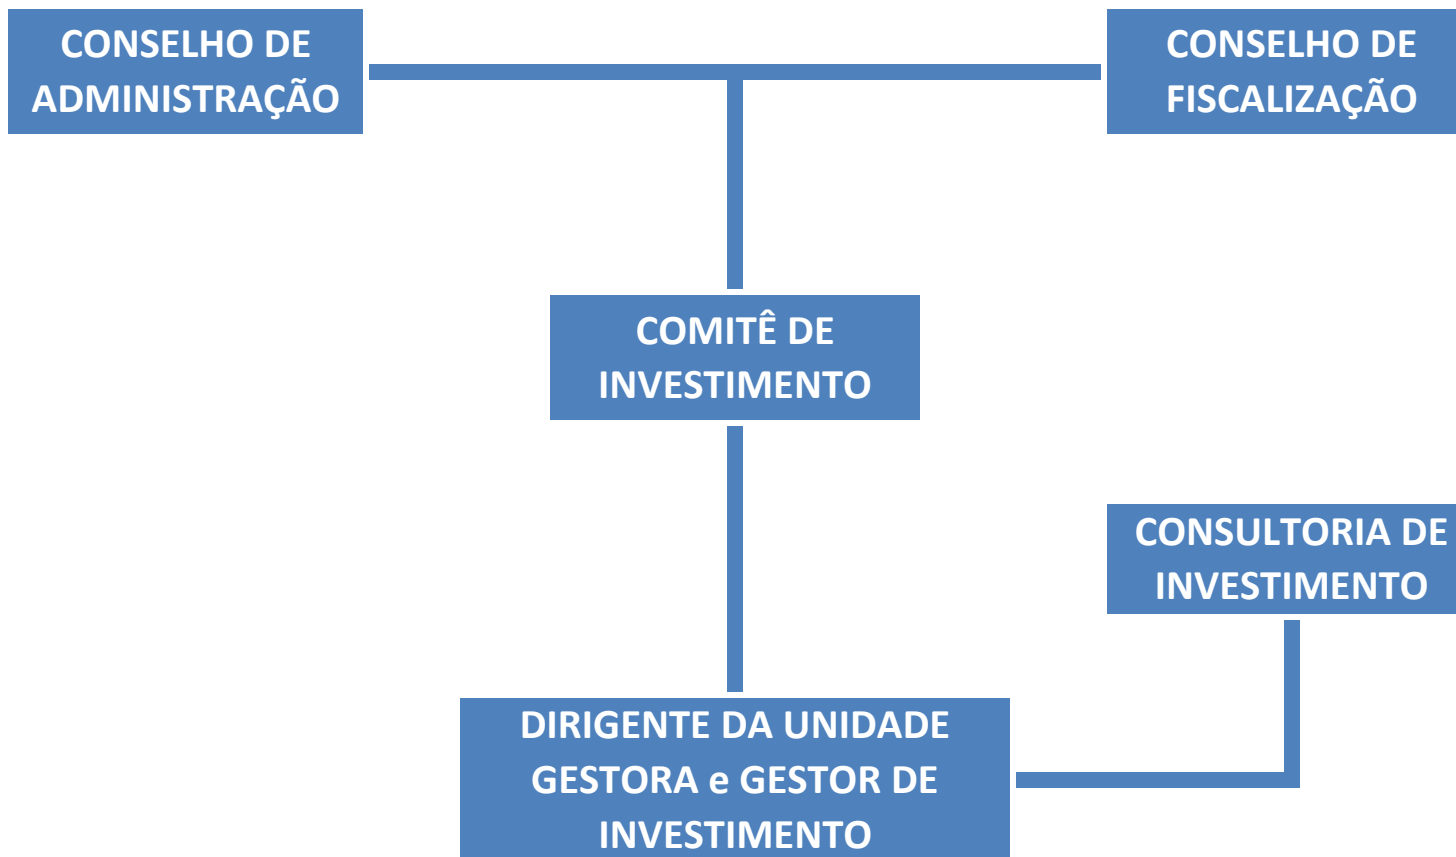 CONSELHO DE
ADMINISTRAÇÃO
CONSELHO DE
FISCALIZAÇÃO
COMITÊ DE
INVESTIMENTO
CONSULTORIA DE
INVESTIMENTO
DIRIGENTE DA UNIDADE
GESTORA e GESTOR DE
INVESTIMENTO